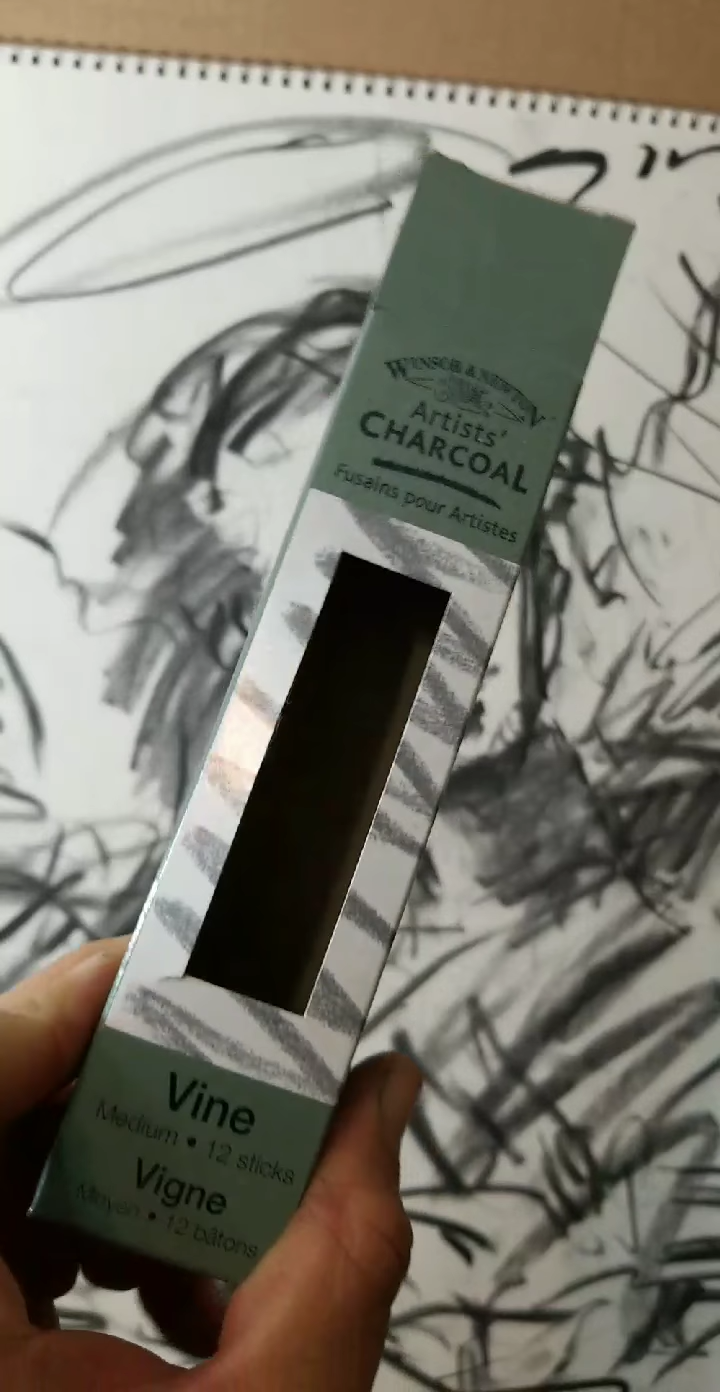 WINSOR & NEWTON
Artists'
CHARCOAL
Fusains pour Artistes
Vine
Medium • 12 sticks
Vigne
Moyen • 12 bâtons